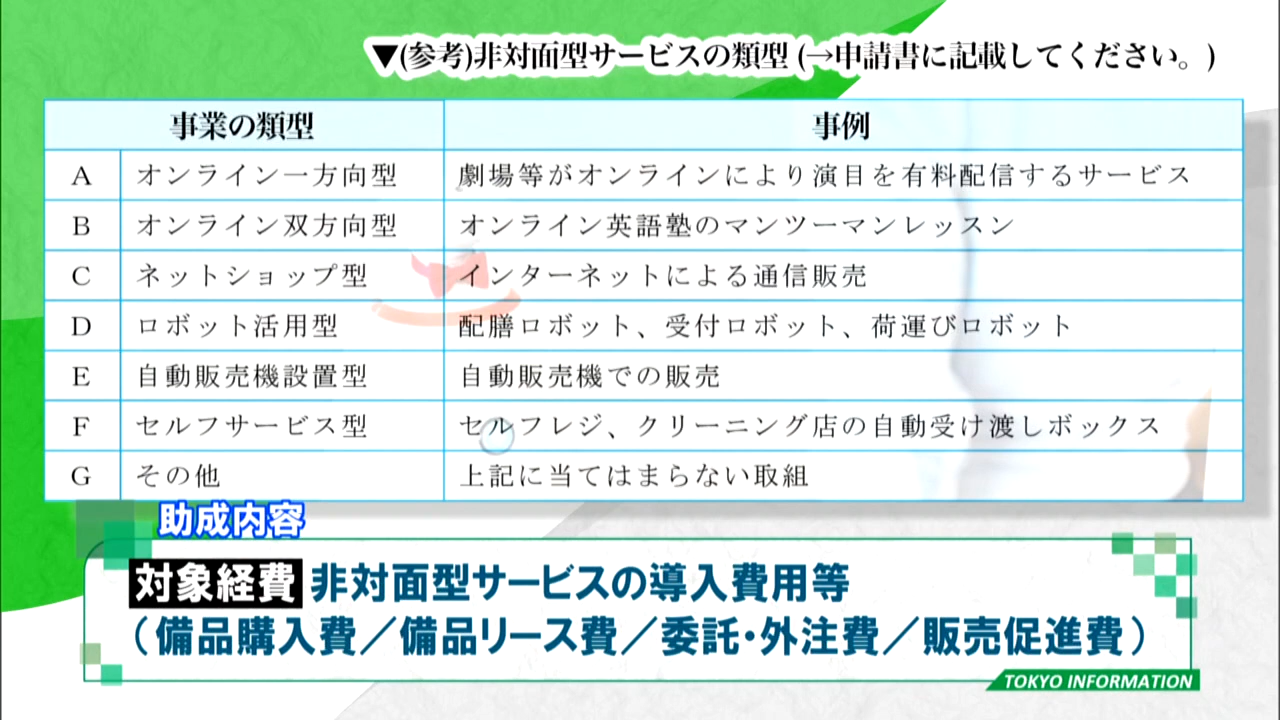 ▼(参考)非対面型サービスの類型 (→申請書に記載してください。)
事業の類型 事例
A オンライン一方向型 劇場等がオンラインにより演目を有料配信するサービス
B オンライン双方向型 オンライン英語塾のマンツーマンレッスン
C ネットショップ型 インターネットによる通信販売
D ロボット活用型 配膳ロボット、受付ロボット、荷運びロボット
E 自動販売機設置型 自動販売機での販売
F セルフサービス型 セルフレジ、クリーニング店の自動受け渡しボックス
G その他 上記に当てはまらない取組
助成内容
対象経費 非対面型サービスの導入費用等
(備品購入費／備品リース費／委託・外注費／販売促進費)
TOKYO INFORMATION